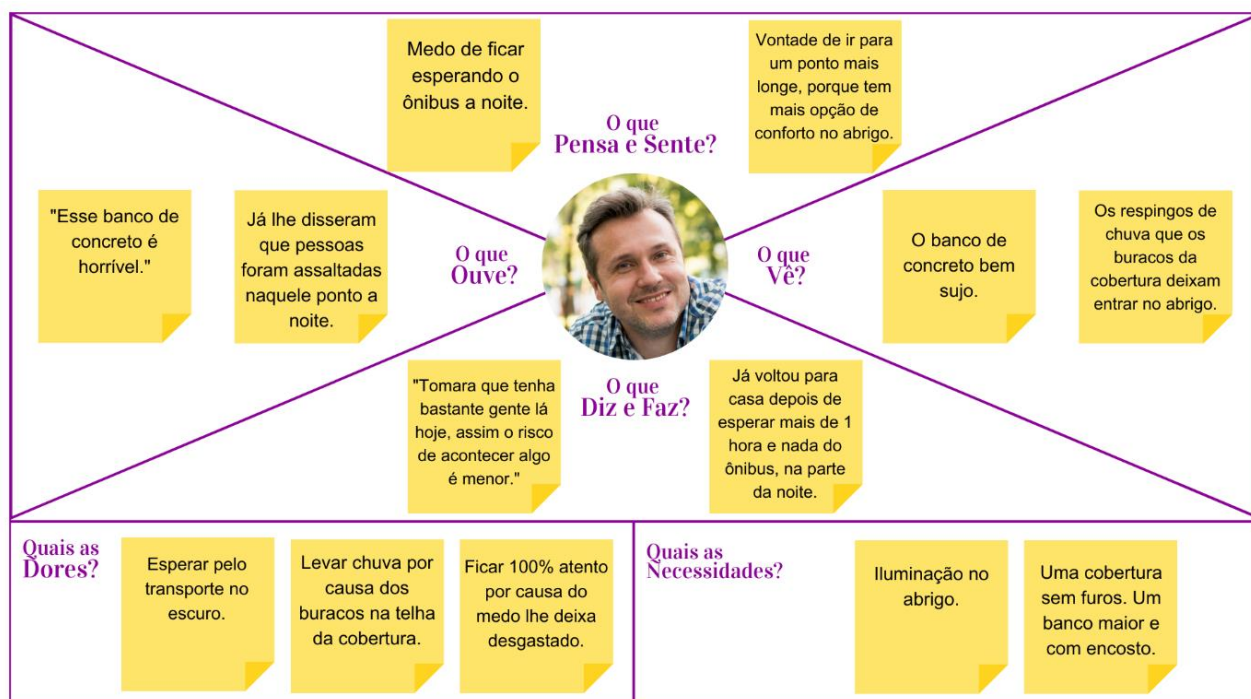 O que
Pensa e Sente?
Medo de ficar
esperando o
ônibus a noite.
Vontade de ir para
um ponto mais
longe, porque tem
mais opção de
conforto no abrigo.
O que
Ouve?
"Esse banco de
concreto é
horrível."
Já lhe disseram
que pessoas
foram assaltadas
naquele ponto a
noite.
O que
Vê?
O banco de
concreto bem
sujo.
Os respingos de
chuva que os
buracos da
cobertura deixam
entrar no abrigo.
O que
Diz e Faz?
"Tomara que tenha
bastante gente lá
hoje, assim o risco
de acontecer algo
é menor."
Já voltou para
casa depois de
esperar mais de 1
hora e nada do
ônibus, na parte
da noite.
Quais as
Dores?
Esperar pelo
transporte no
escuro.
Levar chuva por
causa dos
buracos na telha
da cobertura.
Ficar 100% atento
por causa do
medo lhe deixa
desgastado.
Quais as
Necessidades?
Iluminação no
abrigo.
Uma cobertura
sem furos. Um
banco maior e
com encosto.